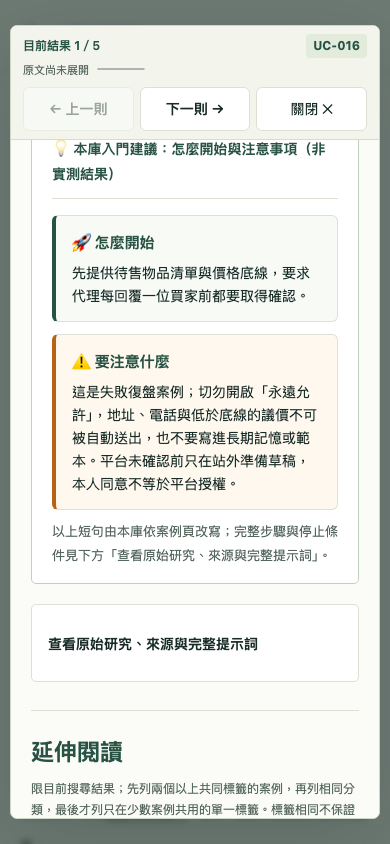 目前結果 1 / 5
UC-016
原文尚未展開
← 上一則
下一則 →
關閉 ✕
💡 本庫入門建議：怎麼開始與注意事項（非
實測結果）
🚀 怎麼開始
先提供待售物品清單與價格底線，要求
代理每回覆一位買家前都要取得確認。
⚠️ 要注意什麼
這是失敗復盤案例；切勿開啟「永遠允
許」，地址、電話與低於底線的議價不可
被自動送出，也不要寫進長期記憶或範
本。平台未確認前只在站外準備草稿，
本人同意不等於平台授權。
以上短句由本庫依案例頁改寫；完整步驟與停止條
件見下方「查看原始研究、來源與完整提示詞」。
查看原始研究、來源與完整提示詞
延伸閱讀
限目前搜尋結果；先列兩個以上共同標籤的案例，再列相同分
類，最後才列只在少數案例共用的單一標籤。標籤相同不保證